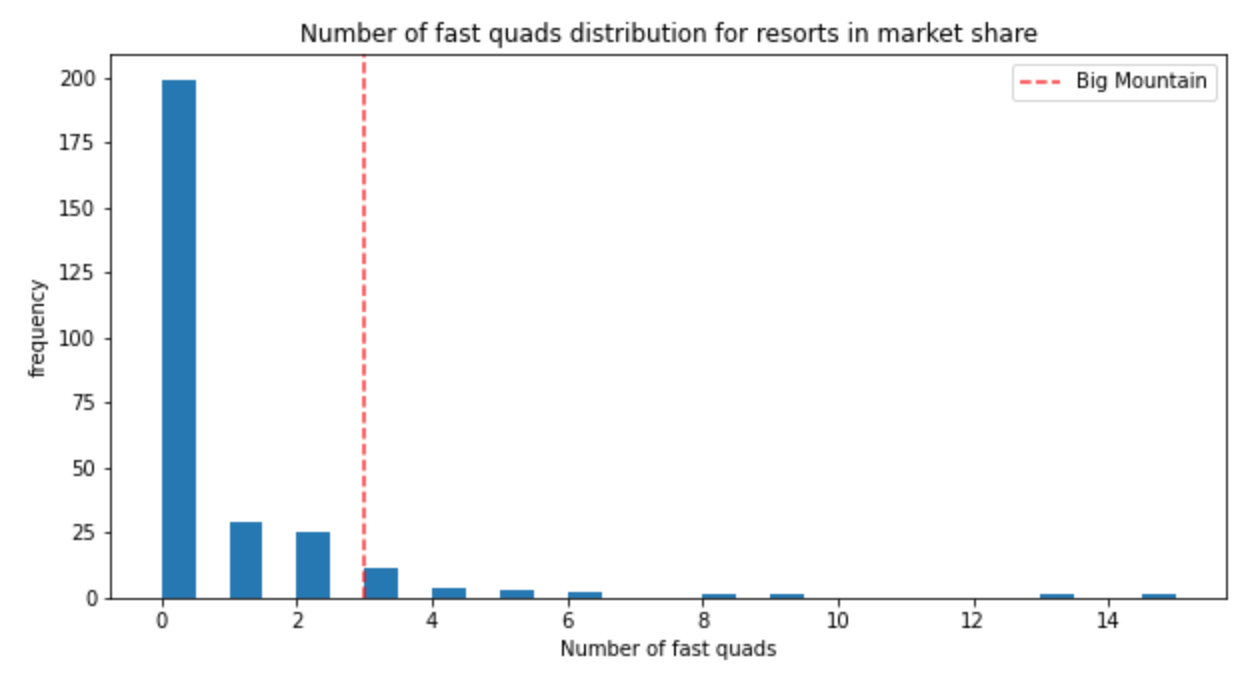 Number of fast quads distribution for resorts in market share
Big Mountain
200
175
150
125
100
75
50
25
0
frequency
0 2 4 6 8 10 12 14
Number of fast quads